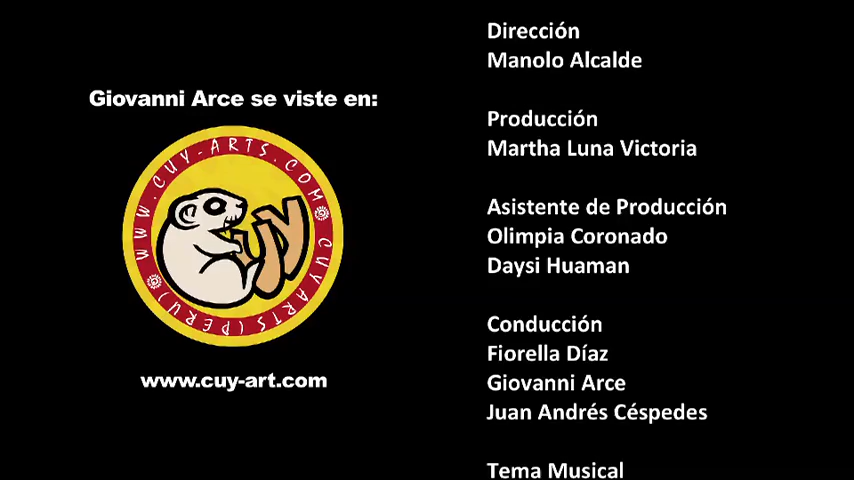 Giovanni Arce se viste en:
WWW.CUY-ARTS.COM
CUY ARTS (PERU)
CUY
www.cuy-art.com
Dirección
Manolo Alcalde
Producción
Martha Luna Victoria
Asistente de Producción
Olimpia Coronado
Daysi Huaman
Conducción
Fiorella Díaz
Giovanni Arce
Juan Andrés Céspedes
Tema Musical